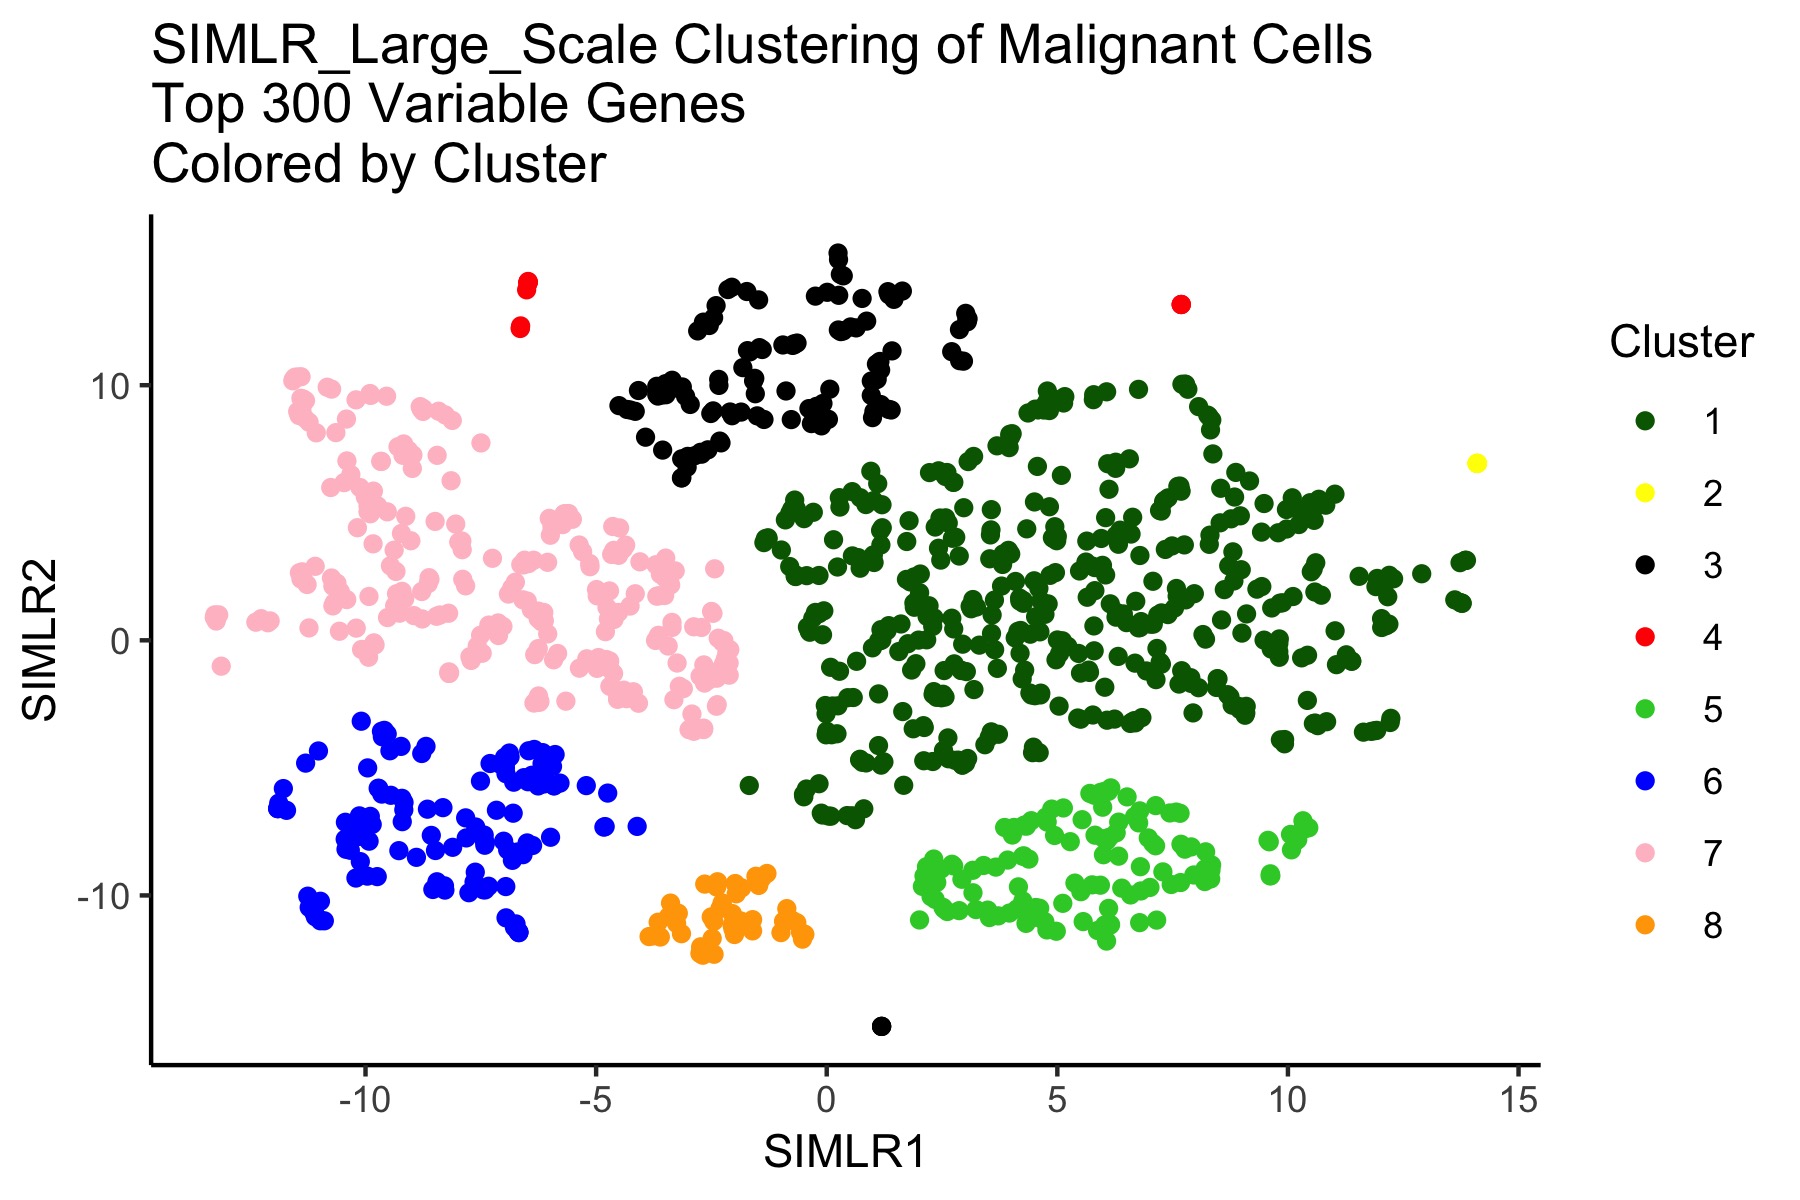 SIMLR_Large_Scale Clustering of Malignant Cells
Top 300 Variable Genes
Colored by Cluster
SIMLR2
10
0
-10
-10
-5
0
5
10
15
SIMLR1
Cluster
1
2
3
4
5
6
7
8